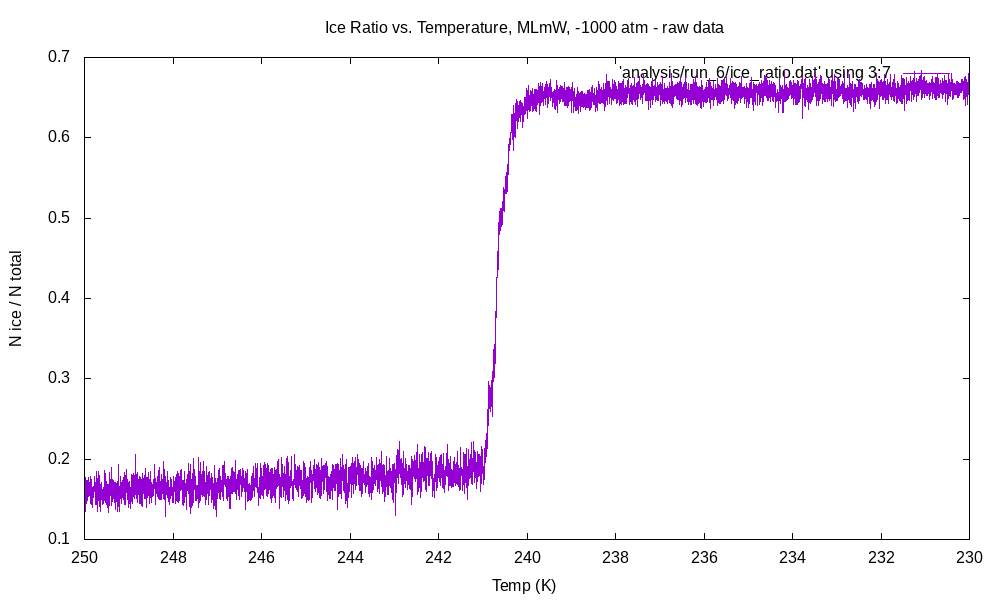 Ice Ratio vs. Temperature, MLmW, -1000 atm - raw data
'analysis/run_6/ice_ratio.dat' using 3:7
0.7
0.6
0.5
0.4
0.3
0.2
0.1
N ice / N total
250 248 246 244 242 240 238 236 234 232 230
Temp (K)